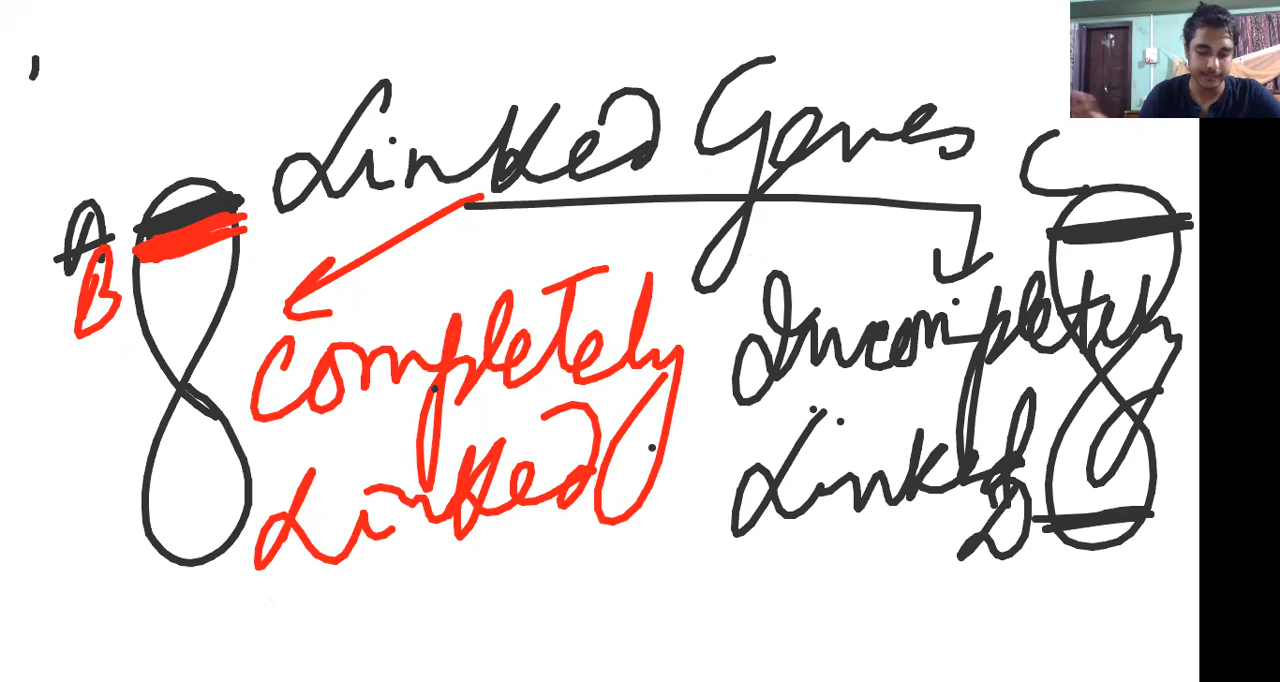 Linked Genes
A
B
C
D
Completely
Linked
Incompletely
Linked